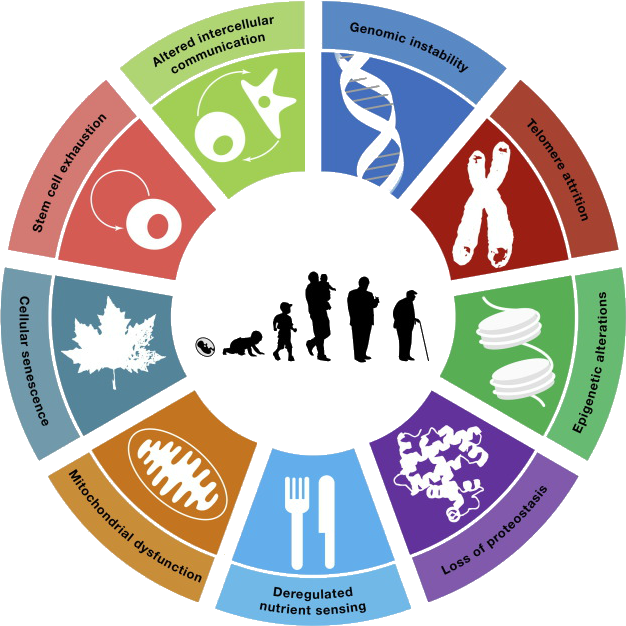 Altered intercellular
communication
Genomic instability
Telomere attrition
Epigenetic alterations
Loss of proteostasis
Deregulated
nutrient sensing
Mitochondrial dysfunction
Cellular senescence
Stem cell exhaustion